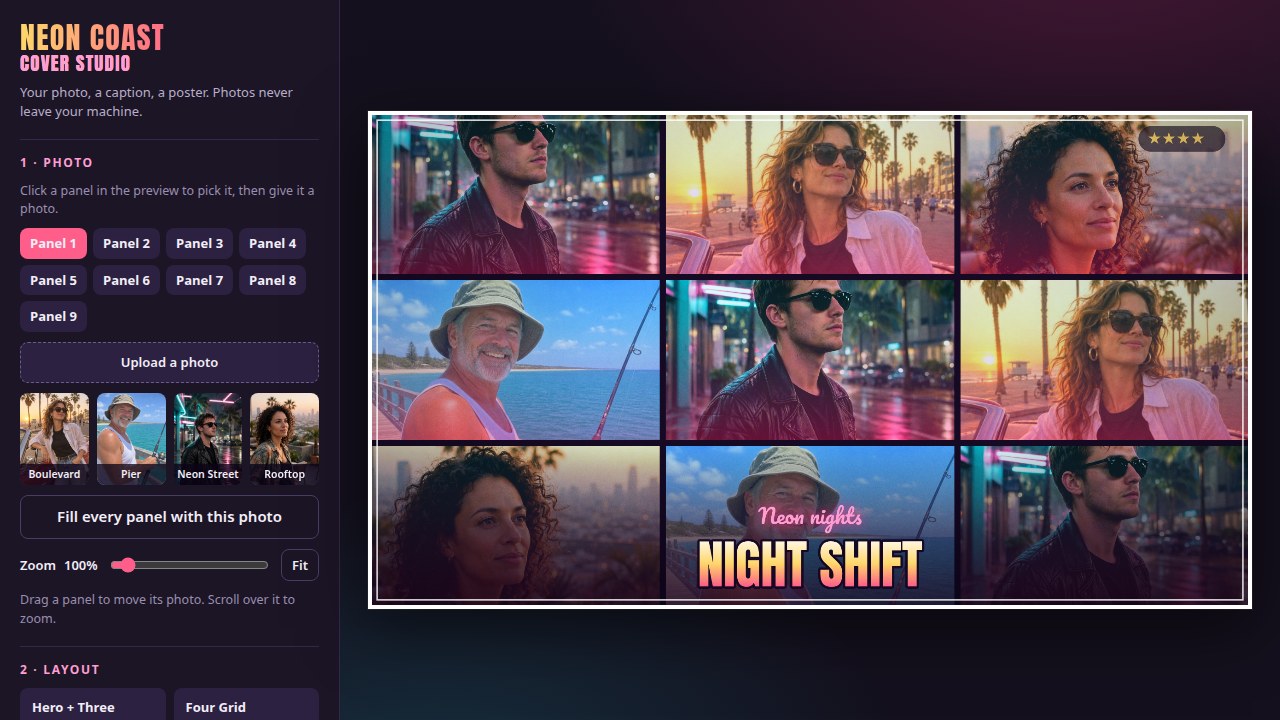 NEON COAST
COVER STUDIO
Your photo, a caption, a poster. Photos never
leave your machine.
1 · PHOTO
Click a panel in the preview to pick it, then give it a
photo.
Panel 1
Panel 2
Panel 3
Panel 4
Panel 5
Panel 6
Panel 7
Panel 8
Panel 9
Upload a photo
Boulevard
Pier
Neon Street
Rooftop
Fill every panel with this photo
Zoom 100%
Fit
Drag a panel to move its photo. Scroll over it to
zoom.
2 · LAYOUT
Hero + Three
Four Grid
★★★★
Neon nights
NIGHT SHIFT